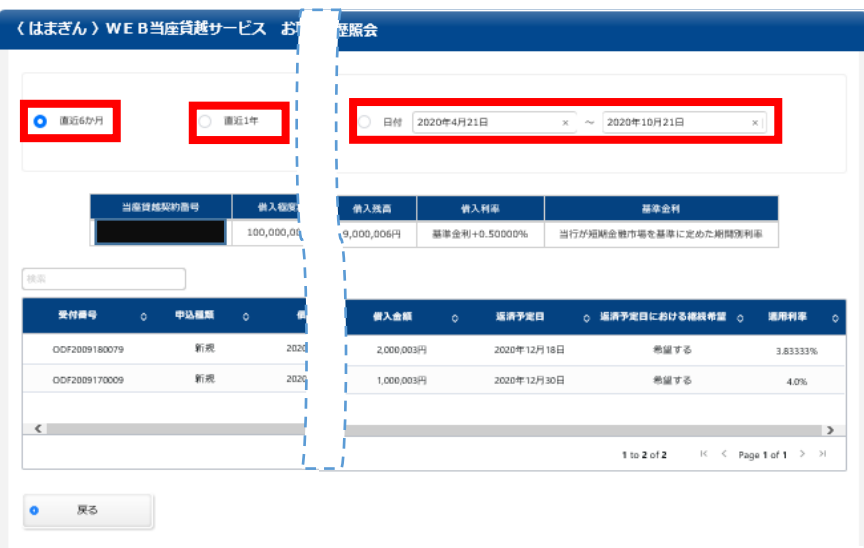 〈はまぎん〉ＷＥＢ当座貸越サービス お 歴照会
直近6か月 直近1年 日付 2020年4月21日 × ～ 2020年10月21日 ×
当座貸越契約番号 借入極度 借入残高 借入利率 基準金利
100,000,00 9,000,006円 基準金利+0.50000% 当行が短期金融市場を基準に定めた期間別利率
検索
受付番号 申込種類 借 借入金額 返済予定日 返済予定日における継続希望 適用利率
ODF2009180079 新規 2020 2,000,003円 2020年12月18日 希望する 3.83333%
ODF2009170009 新規 2020 1,000,003円 2020年12月30日 希望する 4.0%
1 to 2 of 2 Page 1 of 1
戻る